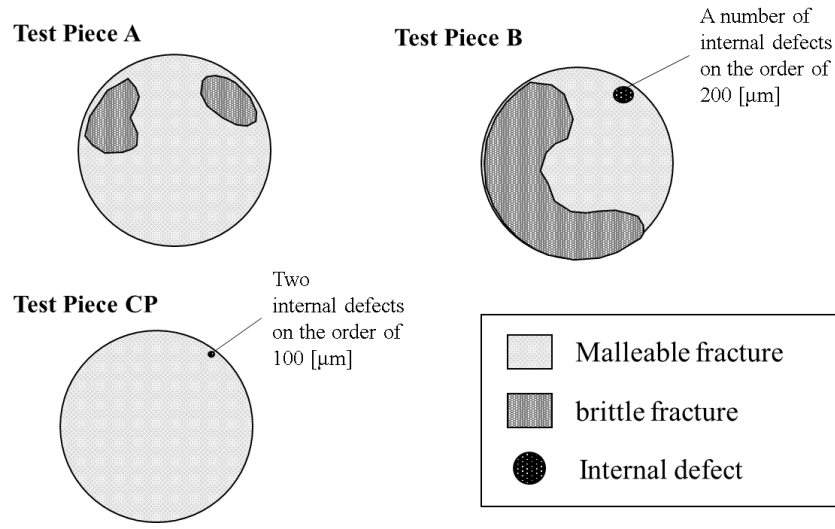 Test Piece A
Test Piece B
A number of
internal defects
on the order of
200 [µm]
Test Piece CP
Two
internal defects
on the order of
100 [µm]
Malleable fracture
brittle fracture
Internal defect